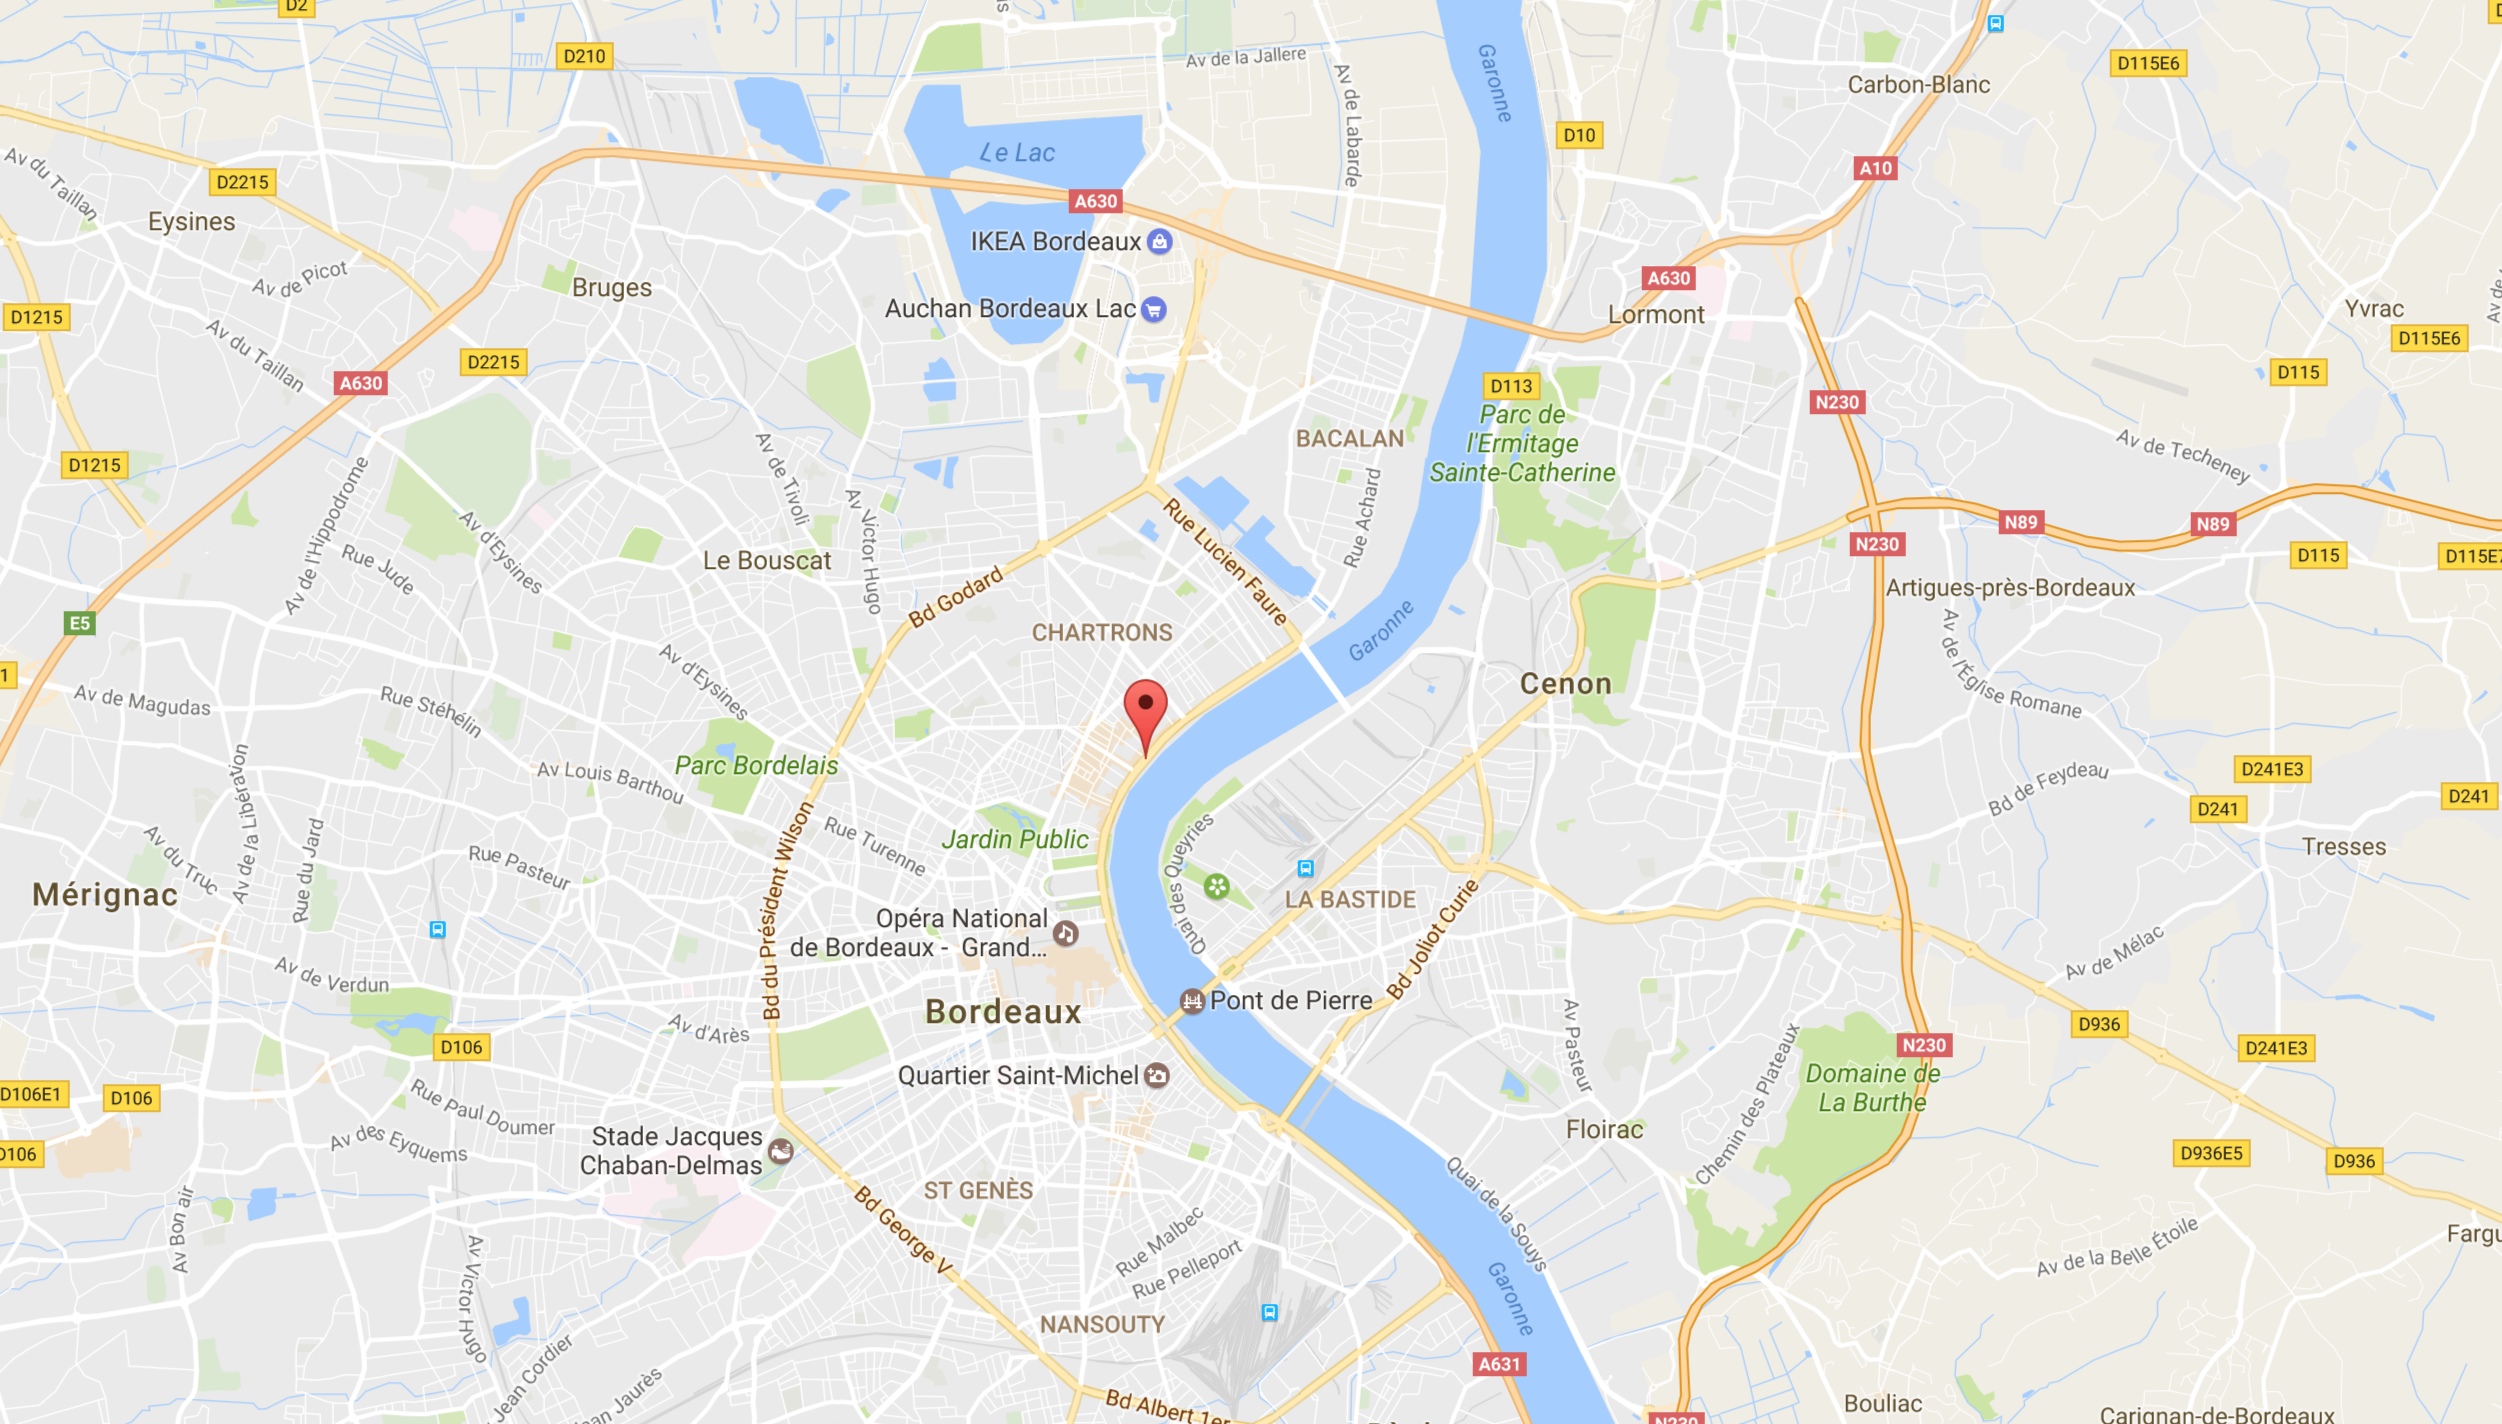 D2
D210
Av de la Jallere
Garonne
Av de Labarde
Carbon-Blanc
D115E6
D10
Le Lac
A10
Av du Taillan
D2215
A630
Eysines
IKEA Bordeaux
Av de Picot
Bruges
A630
Auchan Bordeaux Lac
Lormont
Yvrac
D1215
D115E6
Av du Taillan
D2215
D115
A630
D113
N230
Parc de
l'Ermitage
Sainte-Catherine
BACALAN
Av de Techeney
D1215
Av de Tivoli
Av Victor Hugo
Rue Achard
Av de l'Hippodrome
Av d'Eysines
Rue Jude
Rue Lucien Faure
N89
N89
N230
D115
D115E7
Le Bouscat
Bd Godard
Artigues-près-Bordeaux
E5
CHARTRONS
Garonne
Av de l'Église Romane
Av d'Eysines
Cenon
1
Av de Magudas
Rue Stéhélin
Parc Bordelais
Av Louis Barthou
D241E3
Bd de Feydeau
D241
D241
Av de la Libération
Bd du Président Wilson
Rue Turenne
Jardin Public
Quai des Queyries
Tresses
Av du Truc
Rue du Jard
Rue Pasteur
Mérignac
LA BASTIDE
Bd Joliot Curie
Opéra National
de Bordeaux - Grand...
Av de Mélac
Av de Verdun
Bordeaux
Pont de Pierre
Av d'Arès
Av Pasteur
Chemin des Plateaux
D936
D106
N230
D241E3
Quartier Saint-Michel
Domaine de
La Burthe
D106E1
D106
Rue Paul Doumer
Av des Eyquems
Floirac
Stade Jacques
Chaban-Delmas
D106
D936E5
D936
ST GENÈS
Quai de la Souys
Av Bon air
Bd George V
Rue Malbec
Rue Pelleport
Av de la Belle Étoile
Fargu
Av Victor Hugo
Garonne
NANSOUTY
A631
Jean Cordier
Jaurès
Bd Albert 1er
Bouliac
N230
Carignan-de-Bordeaux